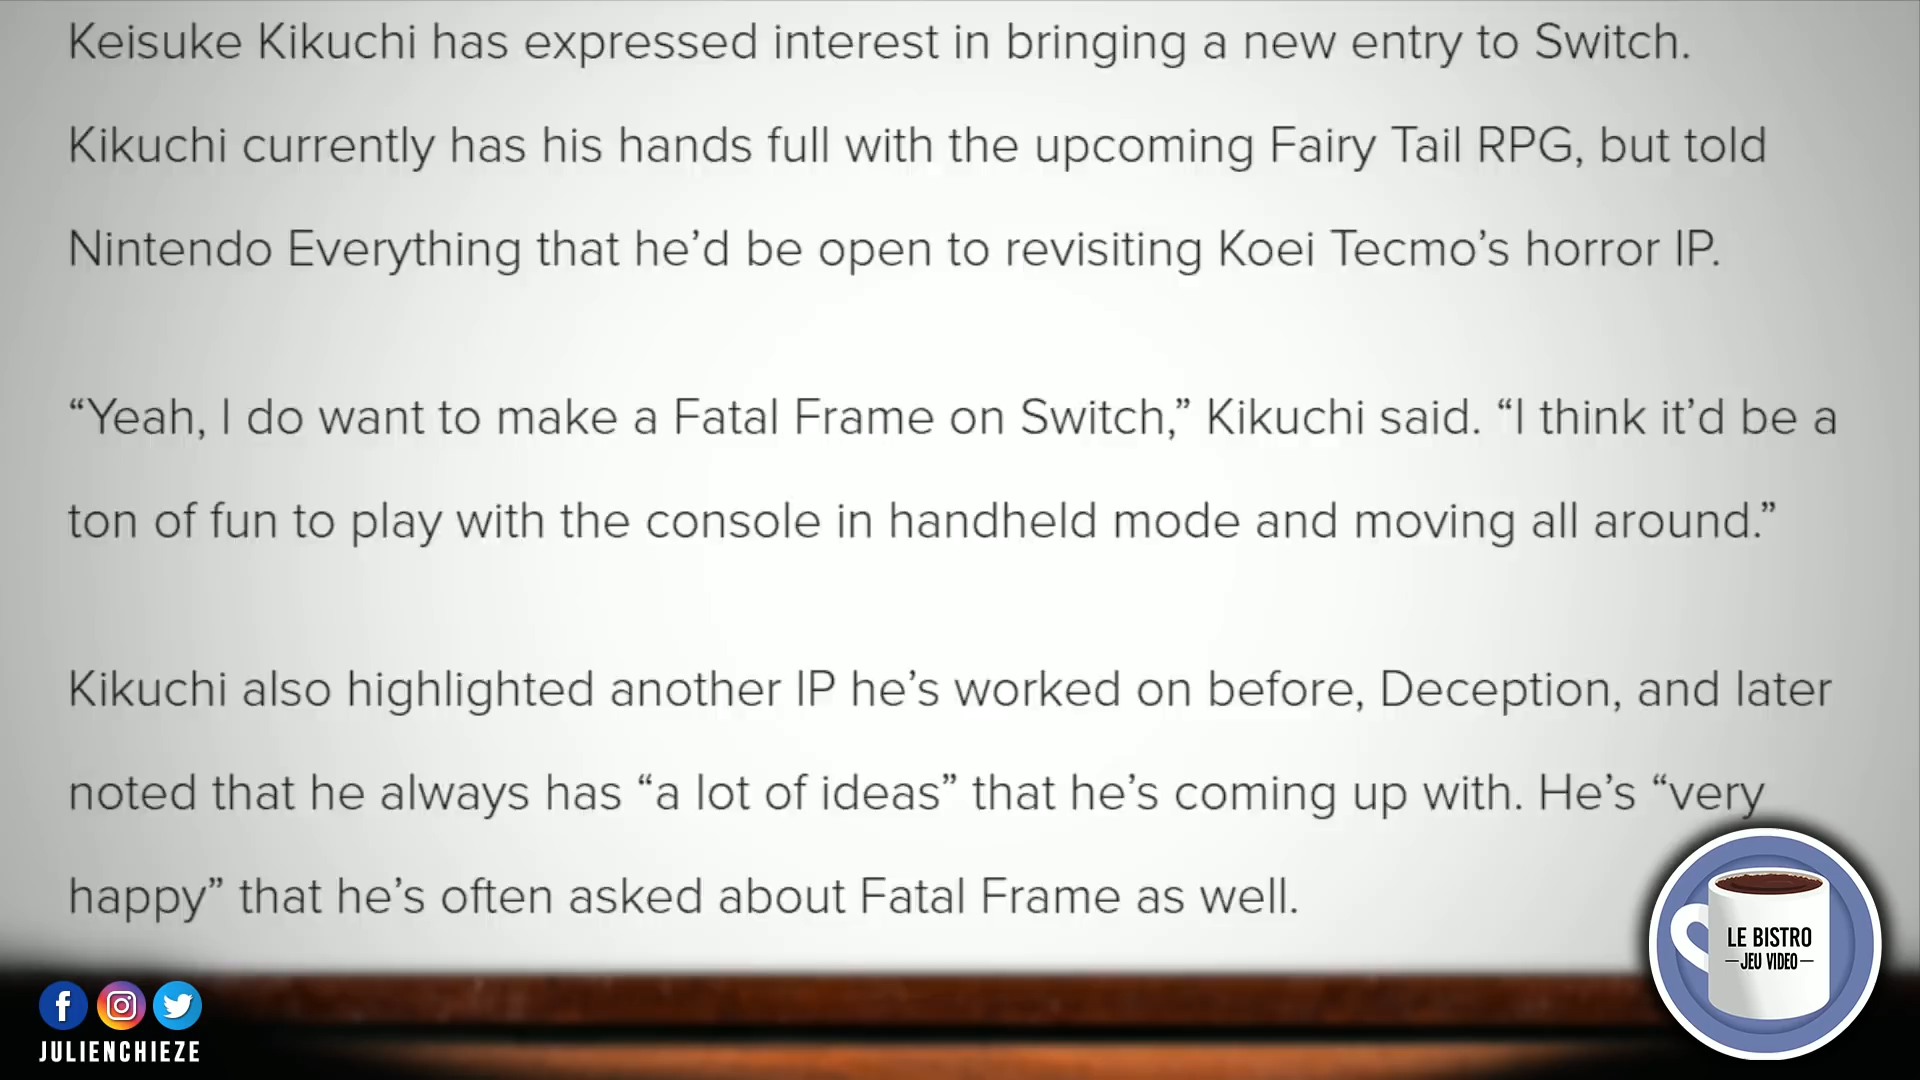 Keisuke Kikuchi has expressed interest in bringing a new entry to Switch.
Kikuchi currently has his hands full with the upcoming Fairy Tail RPG, but told
Nintendo Everything that he’d be open to revisiting Koei Tecmo’s horror IP.
“Yeah, I do want to make a Fatal Frame on Switch,” Kikuchi said. “I think it’d be a
ton of fun to play with the console in handheld mode and moving all around.”
Kikuchi also highlighted another IP he’s worked on before, Deception, and later
noted that he always has “a lot of ideas” that he’s coming up with. He’s “very
happy” that he’s often asked about Fatal Frame as well.
LE BISTRO
—JEU VIDEO—
JULIENCHIEZE